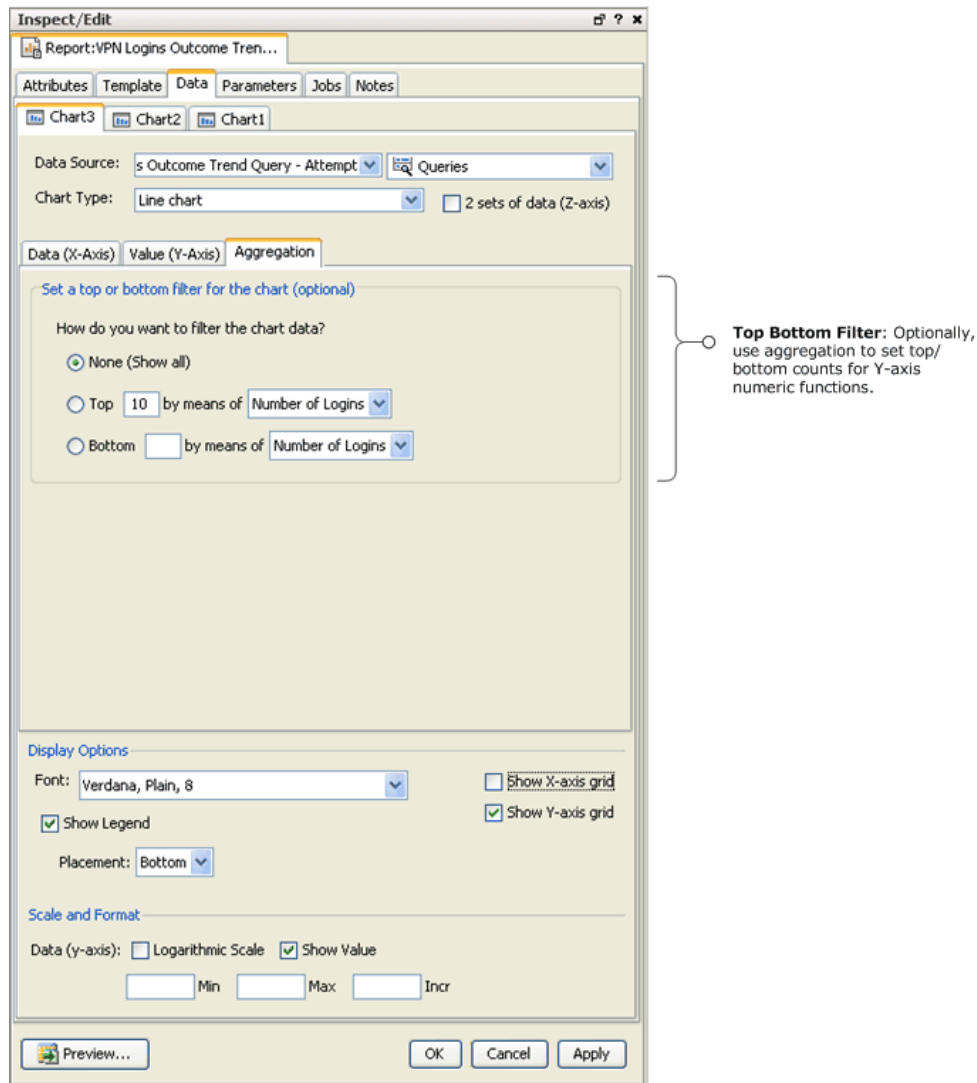 Inspect/Edit ?
Report:VPN Logins Outcome Tren...
Attributes Template Data Parameters Jobs Notes
Chart3 Chart2 Chart1
Data Source: s Outcome Trend Query - Attempt Queries
Chart Type: Line chart 2 sets of data (Z-axis)
Data (X-Axis) Value (Y-Axis) Aggregation
Set a top or bottom filter for the chart (optional)
How do you want to filter the chart data?
None (Show all)
Top 10 by means of Number of Logins
Bottom by means of Number of Logins
Top Bottom Filter: Optionally,
use aggregation to set top/
bottom counts for Y-axis
numeric functions.
Display Options
Font: Verdana, Plain, 8 Show X-axis grid
Show Legend Show Y-axis grid
Placement: Bottom
Scale and Format
Data (y-axis): Logarithmic Scale Show Value
Min Max Incr
Preview... OK Cancel Apply